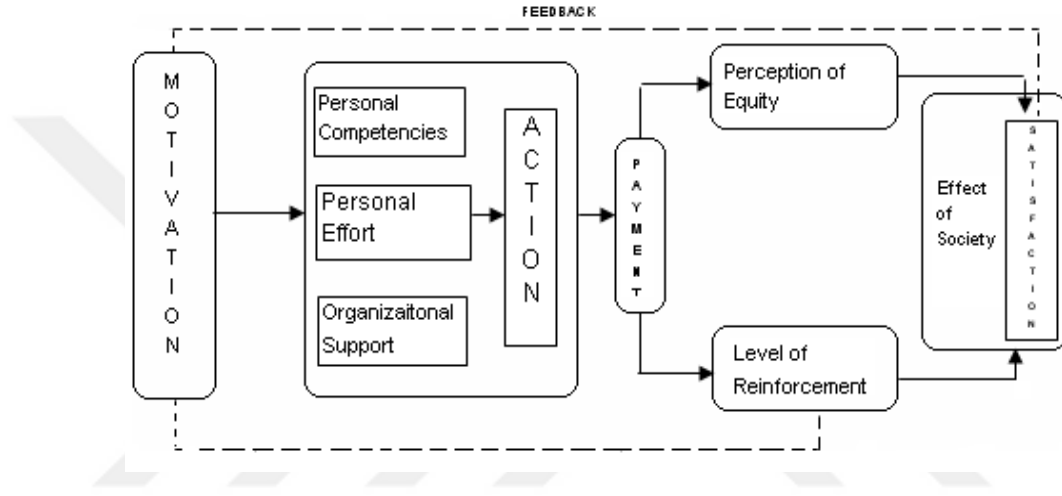 FEEDBACK
MOTIVATION
Personal
Competencies
Personal
Effort
Organizaitonal
Support
ACTION
PAYMENT
Perception of
Equity
Level of
Reinforcement
Effect
of
Society
SATISFACTION